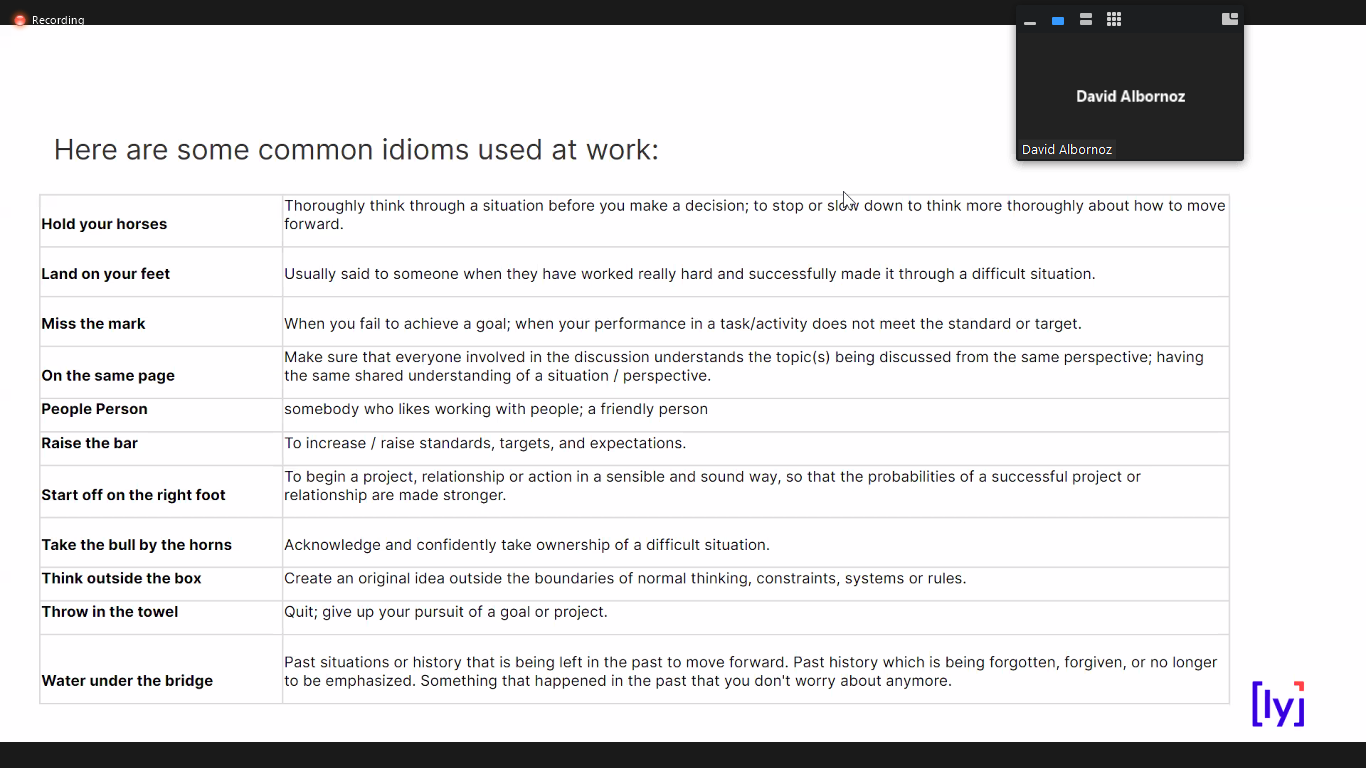 Recording
David Albornoz
David Albornoz
Here are some common idioms used at work:
Hold your horses
Thoroughly think through a situation before you make a decision; to stop or slow down to think more thoroughly about how to move
forward.
Land on your feet
Usually said to someone when they have worked really hard and successfully made it through a difficult situation.
Miss the mark
When you fail to achieve a goal; when your performance in a task/activity does not meet the standard or target.
On the same page
Make sure that everyone involved in the discussion understands the topic(s) being discussed from the same perspective; having
the same shared understanding of a situation / perspective.
People Person
somebody who likes working with people; a friendly person
Raise the bar
To increase / raise standards, targets, and expectations.
Start off on the right foot
To begin a project, relationship or action in a sensible and sound way, so that the probabilities of a successful project or
relationship are made stronger.
Take the bull by the horns
Acknowledge and confidently take ownership of a difficult situation.
Think outside the box
Create an original idea outside the boundaries of normal thinking, constraints, systems or rules.
Throw in the towel
Quit; give up your pursuit of a goal or project.
Water under the bridge
Past situations or history that is being left in the past to move forward. Past history which is being forgotten, forgiven, or no longer
to be emphasized. Something that happened in the past that you don't worry about anymore.
[ly]